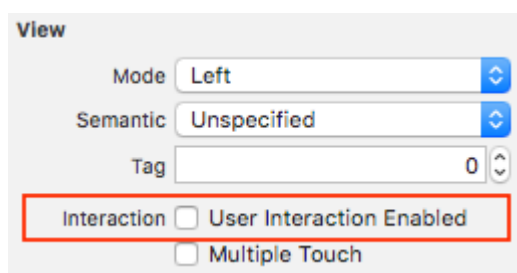 View
Mode Left
Semantic Unspecified
Tag 0
Interaction User Interaction Enabled
Multiple Touch